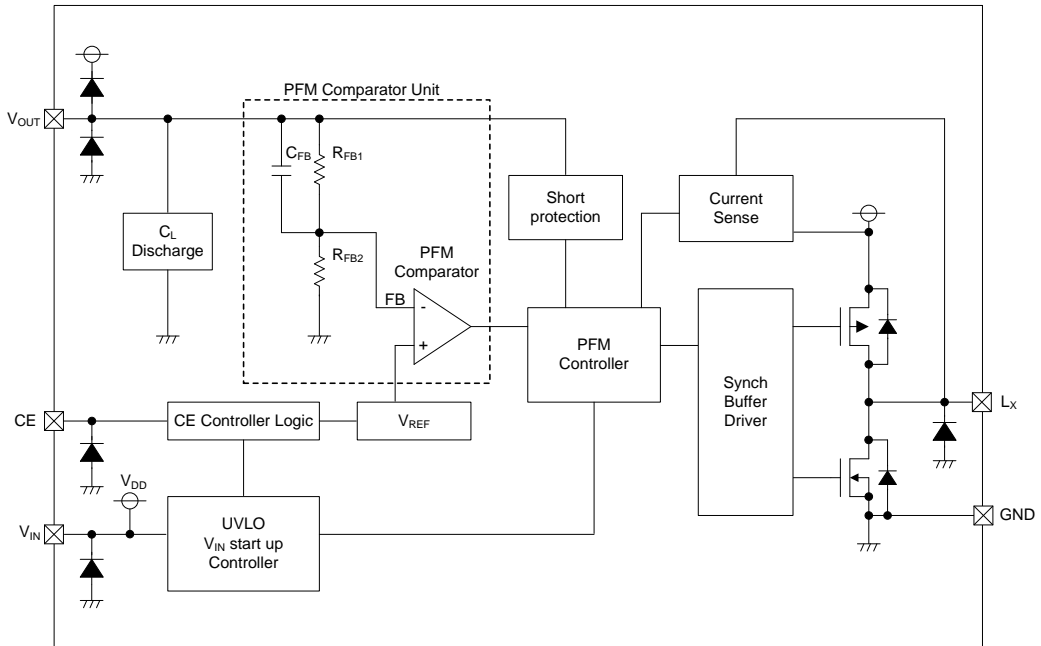 PFM Comparator Unit
VOUT
CFB
RFB1
Short
protection
Current
Sense
CL
Discharge
RFB2
PFM
Comparator
FB
-
+
PFM
Controller
Synch
Buffer
Driver
CE
CE Controller Logic
VREF
LX
VDD
VIN
UVLO
VIN start up
Controller
GND